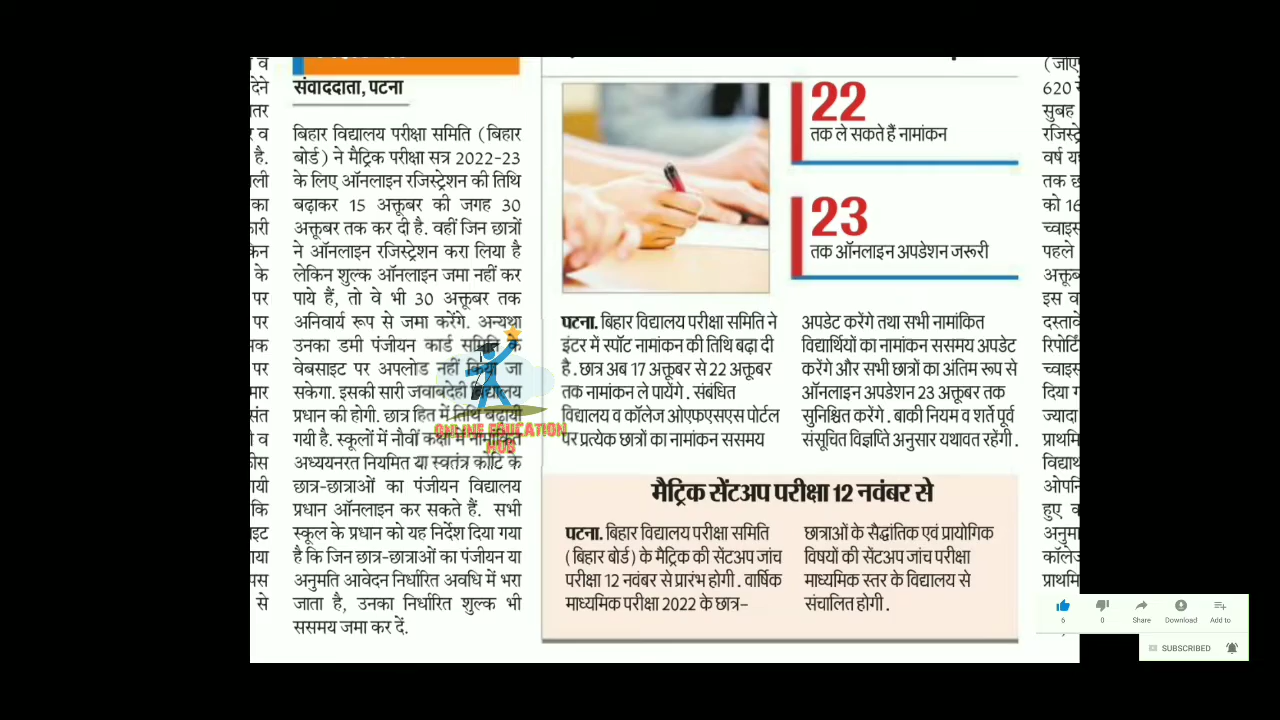 संवाददाता, पटना
बिहार विद्यालय परीक्षा समिति (बिहार
बोर्ड) ने मैट्रिक परीक्षा सत्र 2022-23
के लिए ऑनलाइन रजिस्ट्रेशन की तिथि
बढ़ाकर 15 अक्तूबर की जगह 30
अक्तूबर तक कर दी है. वहीं जिन छात्रों
ने ऑनलाइन रजिस्ट्रेशन करा लिया है
लेकिन शुल्क ऑनलाइन जमा नहीं कर
पाये हैं, तो वे भी 30 अक्तूबर तक
अनिवार्य रूप से जमा करेंगे. अन्यथा
उनका डमी पंजीयन कार्ड समिति के
वेबसाइट पर अपलोड नहीं किया जा
सकेगा. इसकी सारी जवाबदेही विद्यालय
प्रधान की होगी. छात्र हित में तिथि बढ़ायी
गयी है. स्कूलों में नौवीं कक्षा में नामांकित
अध्ययनरत नियमित या स्वतंत्र कोटि के
छात्र-छात्राओं का पंजीयन विद्यालय
प्रधान ऑनलाइन कर सकते हैं. सभी
स्कूल के प्रधान को यह निर्देश दिया गया
है कि जिन छात्र-छात्राओं का पंजीयन या
अनुमति आवेदन निर्धारित अवधि में भरा
जाता है, उनका निर्धारित शुल्क भी
ससमय जमा कर दें.
ONLINE EDUCATION
HUB
22
तक ले सकते हैं नामांकन
23
तक ऑनलाइन अपडेशन जरूरी
पटना. बिहार विद्यालय परीक्षा समिति ने
इंटर में स्पॉट नामांकन की तिथि बढ़ा दी
है. छात्र अब 17 अक्तूबर से 22 अक्तूबर
तक नामांकन ले पायेंगे. संबंधित
विद्यालय व कॉलेज ओएफएसएस पोर्टल
पर प्रत्येक छात्रों का नामांकन ससमय
अपडेट करेंगे तथा सभी नामांकित
विद्यार्थियों का नामांकन ससमय अपडेट
करेंगे और सभी छात्रों का अंतिम रूप से
ऑनलाइन अपडेशन 23 अक्तूबर तक
सुनिश्चित करेंगे. बाकी नियम व शर्तें पूर्व
संसूचित विज्ञप्ति अनुसार यथावत रहेंगी.
मैट्रिक सेंटअप परीक्षा 12 नवंबर से
पटना. बिहार विद्यालय परीक्षा समिति
(बिहार बोर्ड) के मैट्रिक की सेंटअप जांच
परीक्षा 12 नवंबर से प्रारंभ होगी. वार्षिक
माध्यमिक परीक्षा 2022 के छात्र-
छात्राओं के सैद्धांतिक एवं प्रायोगिक
विषयों की सेंटअप जांच परीक्षा
माध्यमिक स्तर के विद्यालय से
संचालित होगी.
6 0 Share Download Add to
SUBSCRIBED